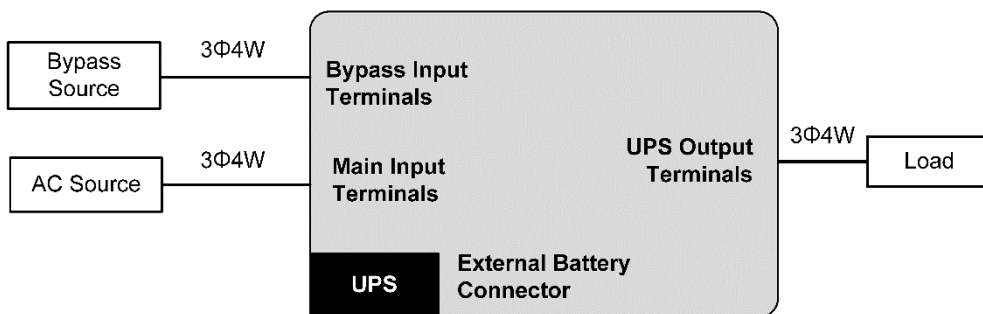 Bypass
Source
3Φ4W
Bypass Input
Terminals
AC Source
3Φ4W
Main Input
Terminals
UPS Output
Terminals
3Φ4W
Load
UPS
External Battery
Connector